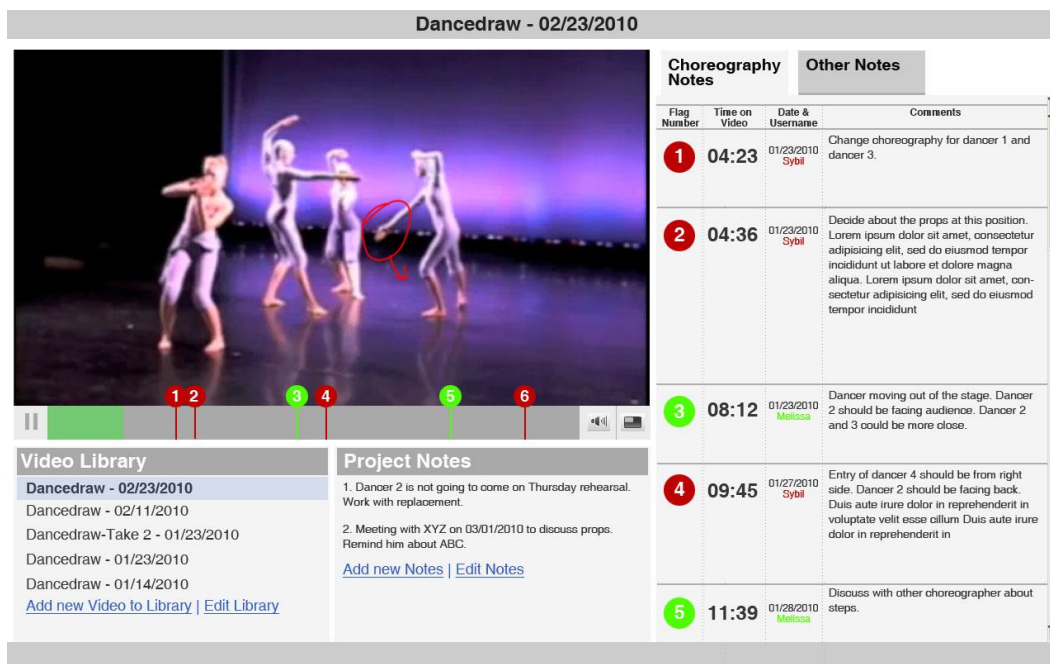 Dancedraw - 02/23/2010
1 2 3 4 5 6
Video Library
Dancedraw - 02/23/2010
Dancedraw - 02/11/2010
Dancedraw-Take 2 - 01/23/2010
Dancedraw - 01/23/2010
Dancedraw - 01/14/2010
Add new Video to Library | Edit Library
Project Notes
1. Dancer 2 is not going to come on Thursday rehearsal.
Work with replacement.
2. Meeting with XYZ on 03/01/2010 to discuss props.
Remind him about ABC.
Add new Notes | Edit Notes
Choreography
Notes
Other Notes
Flag
Number
Time on
Video
Date &
Username
Comments
1
04:23
01/23/2010
Sybil
Change choreography for dancer 1 and
dancer 3.
2
04:36
01/23/2010
Sybil
Decide about the props at this position.
Lorem ipsum dolor sit amet, consectetur
adipisicing elit, sed do eiusmod tempor
incididunt ut labore et dolore magna
aliqua. Lorem ipsum dolor sit amet, con-
sectetur adipisicing elit, sed do eiusmod
tempor incididunt
3
08:12
01/23/2010
Melissa
Dancer moving out of the stage. Dancer
2 should be facing audience. Dancer 2
and 3 could be more close.
4
09:45
01/27/2010
Sybil
Entry of dancer 4 should be from right
side. Dancer 2 should be facing back.
Duis aute irure dolor in reprehenderit in
voluptate velit esse cillum Duis aute irure
dolor in reprehenderit in
5
11:39
01/28/2010
Melissa
Discuss with other choreographer about
steps.